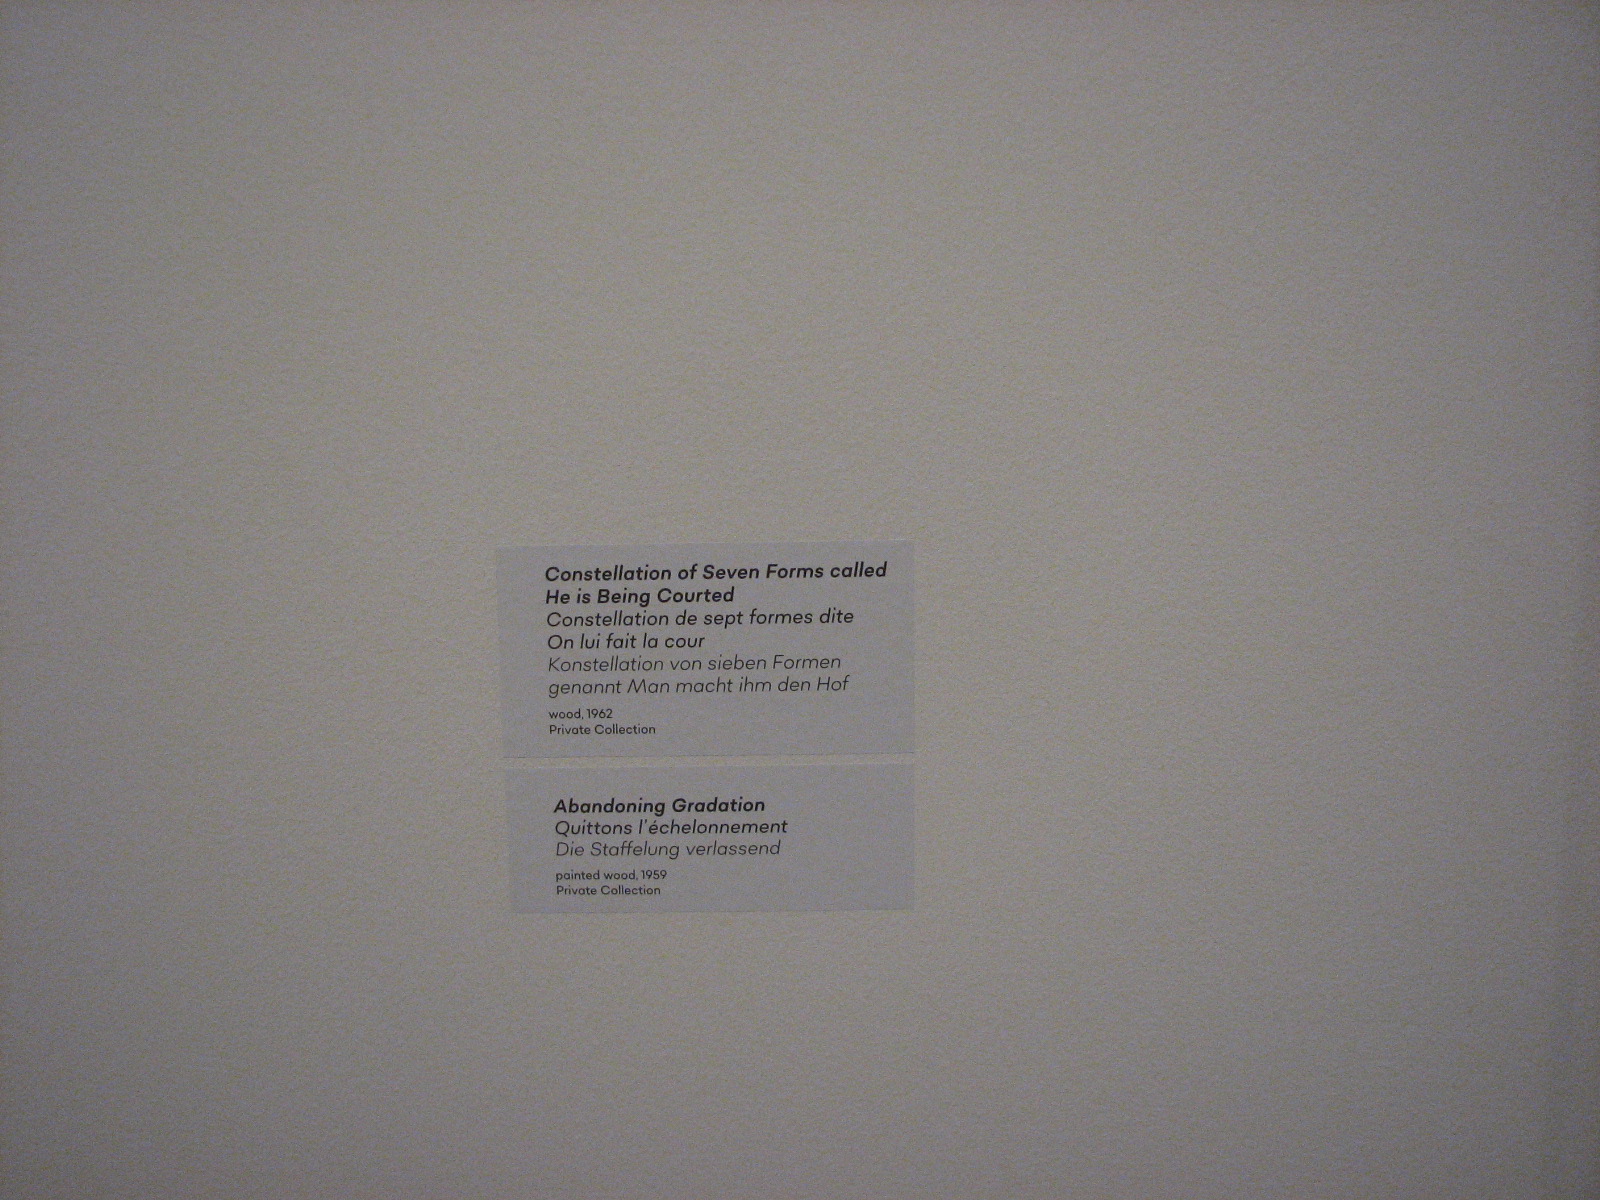 Constellation of Seven Forms called
He is Being Courted
Constellation de sept formes dite
On lui fait la cour
Konstellation von sieben Formen
genannt Man macht ihm den Hof
wood, 1962
Private Collection
Abandoning Gradation
Quittons l'échelonnement
Die Staffelung verlassend
painted wood, 1959
Private Collection